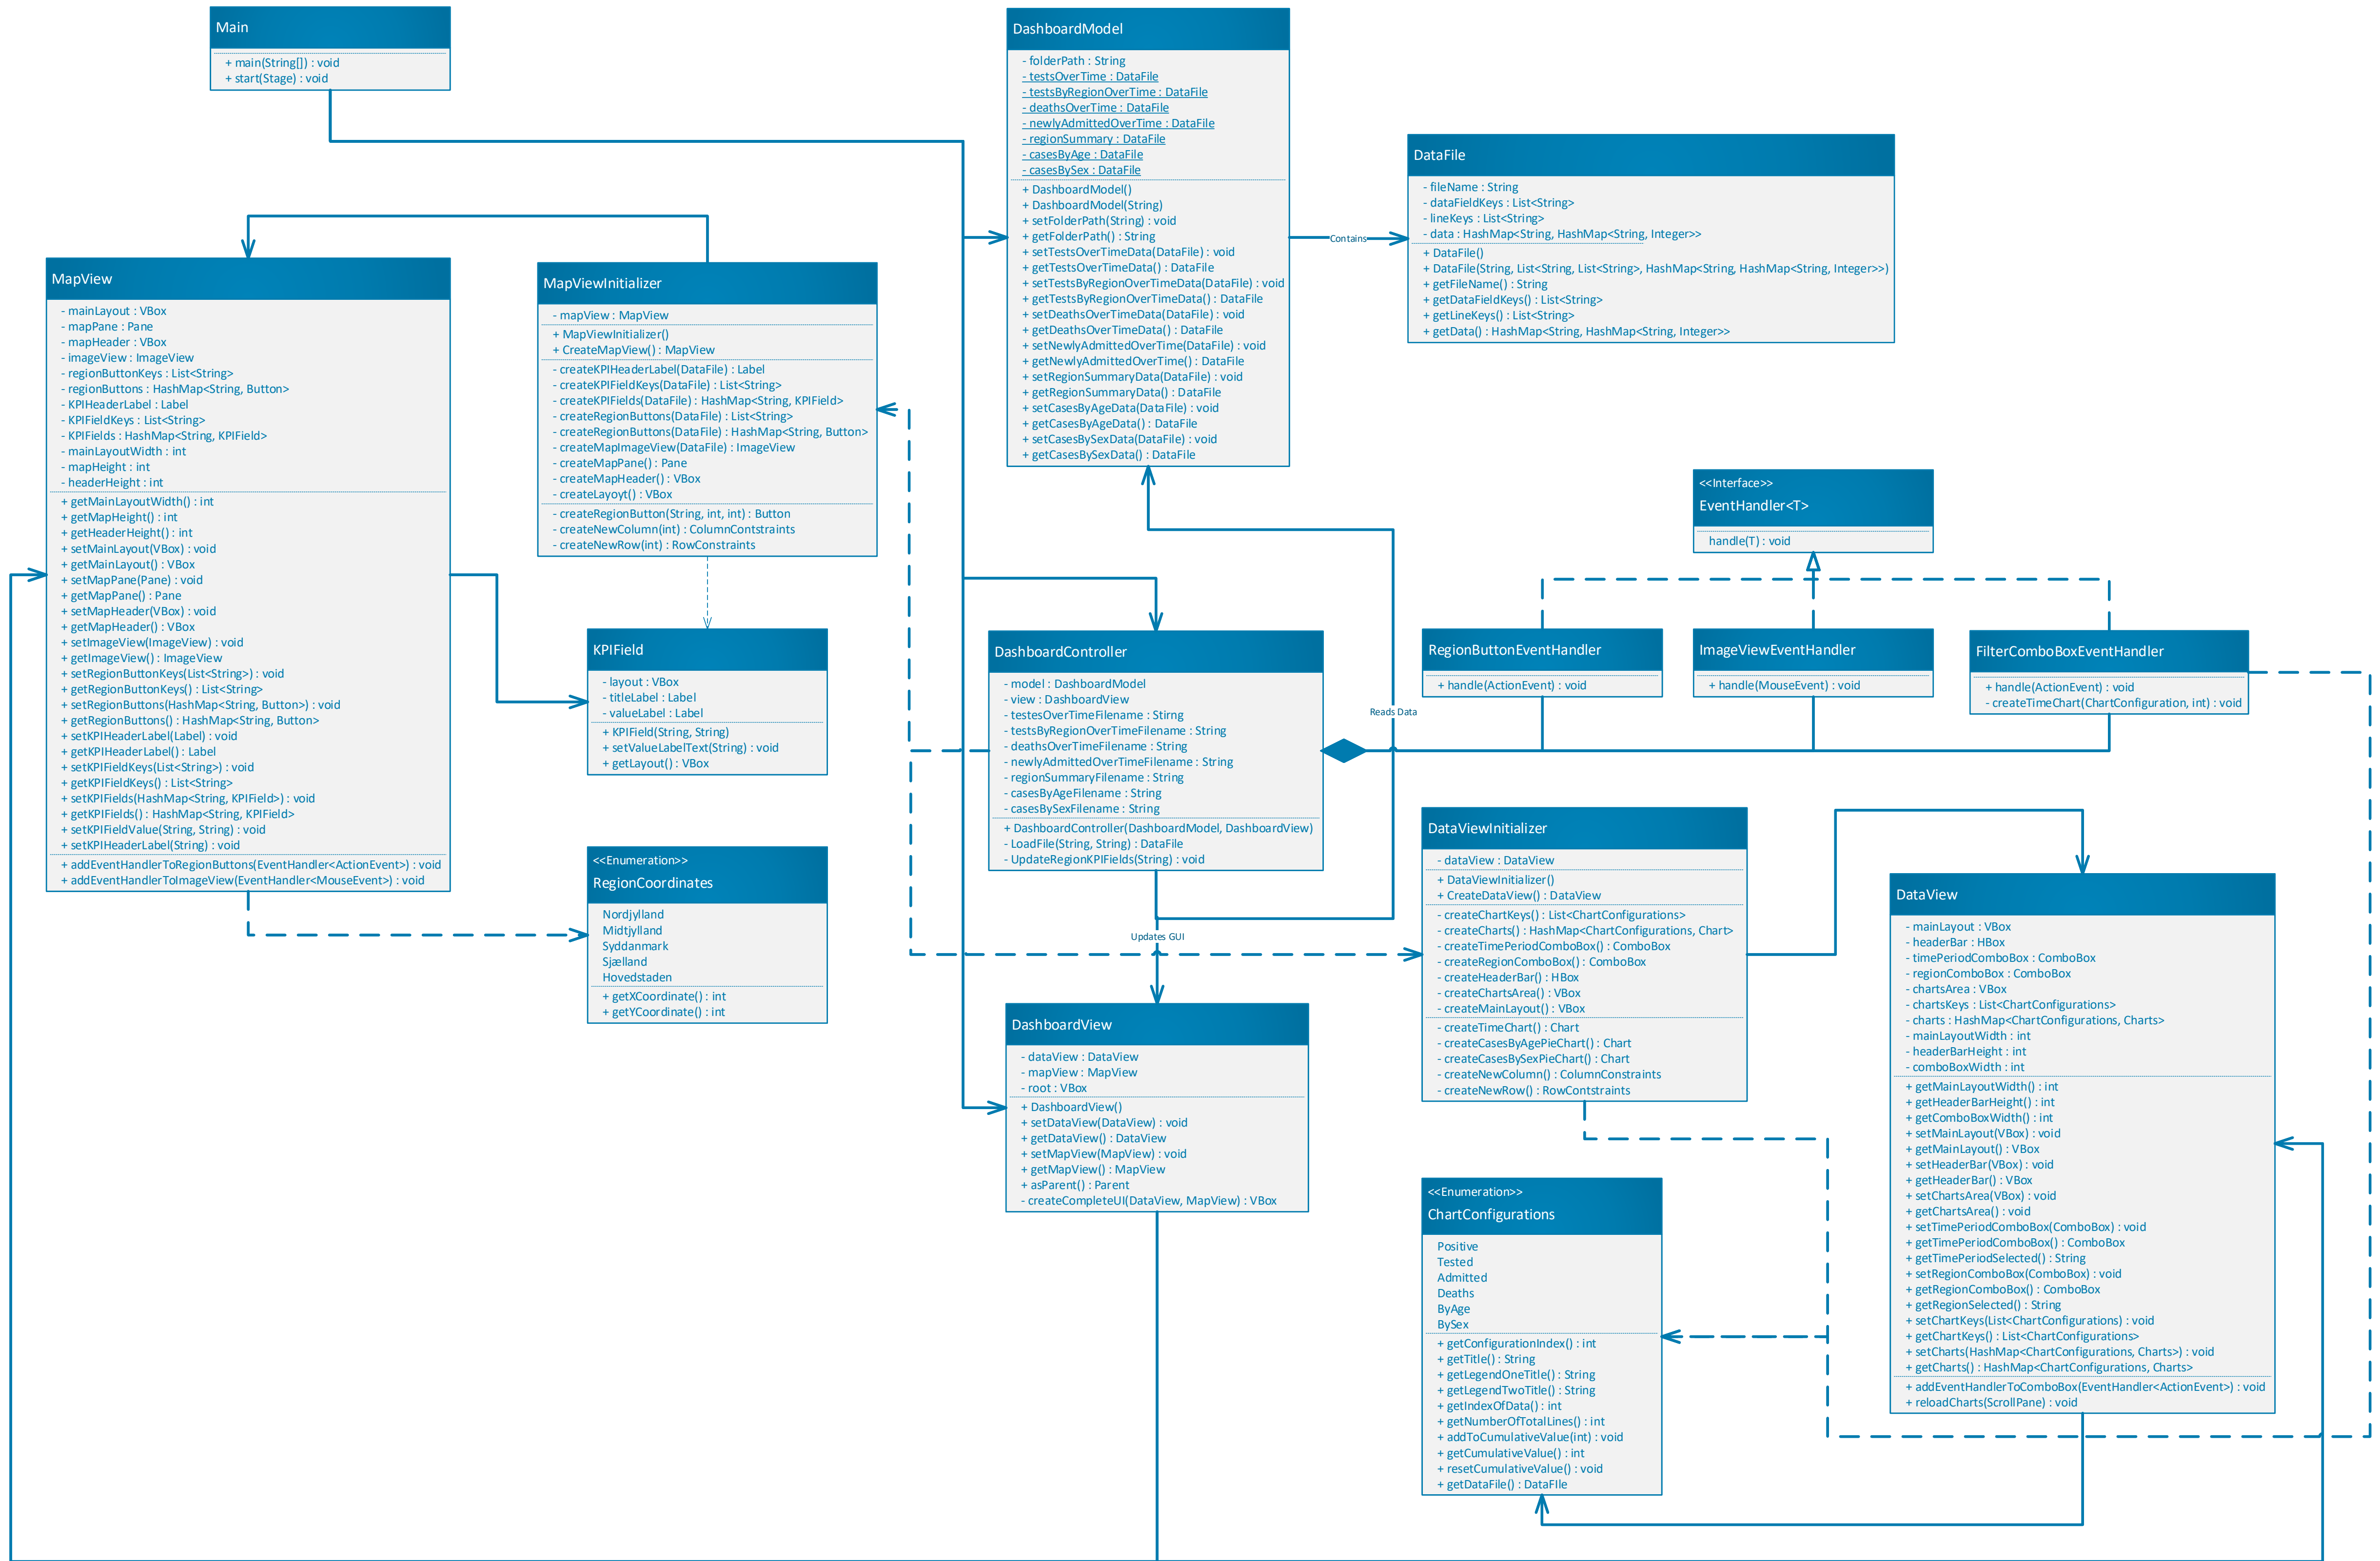 Main
+ main(String[]) : void
+ start(Stage) : void
DashboardModel
- folderPath : String
- testsOverTime : DataFile
- testsByRegionOverTime : DataFile
- deathsOverTime : DataFile
- newlyAdmittedOverTime : DataFile
- regionSummary : DataFile
- casesByAge : DataFile
- casesBySex : DataFile
+ DashboardModel()
+ DashboardModel(String)
+ setFolderPath(String) : void
+ getFolderPath() : String
+ setTestsOverTimeData(DataFile) : void
+ getTestsOverTimeData() : DataFile
+ setTestsByRegionOverTimeData(DataFile) : void
+ getTestsByRegionOverTimeData() : DataFile
+ setDeathsOverTimeData(DataFile) : void
+ getDeathsOverTimeData() : DataFile
+ setNewlyAdmittedOverTime(DataFile) : void
+ getNewlyAdmittedOverTime() : DataFile
+ setRegionSummaryData(DataFile) : void
+ getRegionSummaryData() : DataFile
+ setCasesByAgeData(DataFile) : void
+ getCasesByAgeData() : DataFile
+ setCasesBySexData(DataFile) : void
+ getCasesBySexData() : DataFile
Contains
DataFile
- fileName : String
- dataFieldKeys : List<String>
- lineKeys : List<String>
- data : HashMap<String, HashMap<String, Integer>>
+ DataFile()
+ DataFile(String, List<String, List<String>, HashMap<String, HashMap<String, Integer>>)
+ getFileName() : String
+ getDataFieldKeys() : List<String>
+ getLineKeys() : List<String>
+ getData() : HashMap<String, HashMap<String, Integer>>
MapView
- mainLayout : VBox
- mapPane : Pane
- mapHeader : VBox
- imageView : ImageView
- regionButtonKeys : List<String>
- regionButtons : HashMap<String, Button>
- KPIHeaderLabel : Label
- KPIFieldKeys : List<String>
- KPIFields : HashMap<String, KPIField>
- mainLayoutWidth : int
- mapHeight : int
- headerHeight : int
+ getMainLayoutWidth() : int
+ getMapHeight() : int
+ getHeaderHeight() : int
+ setMainLayout(VBox) : void
+ getMainLayout() : VBox
+ setMapPane(Pane) : void
+ getMapPane() : Pane
+ setMapHeader(VBox) : void
+ getMapHeader() : VBox
+ setImageView(ImageView) : void
+ getImageView() : ImageView
+ setRegionButtonKeys(List<String>) : void
+ getRegionButtonKeys() : List<String>
+ setRegionButtons(HashMap<String, Button>) : void
+ getRegionButtons() : HashMap<String, Button>
+ setKPIHeaderLabel(Label) : void
+ getKPIHeaderLabel() : Label
+ setKPIFieldKeys(List<String>) : void
+ getKPIFieldKeys() : List<String>
+ setKPIFields(HashMap<String, KPIField>) : void
+ getKPIFields() : HashMap<String, KPIField>
+ setKPIFieldValue(String, String) : void
+ setKPIHeaderLabel(String) : void
+ addEventHandlerToRegionButtons(EventHandler<ActionEvent>) : void
+ addEventHandlerToImageView(EventHandler<MouseEvent>) : void
MapViewInitializer
- mapView : MapView
+ MapViewInitializer()
+ CreateMapView() : MapView
- createKPIHeaderLabel(DataFile) : Label
- createKPIFieldKeys(DataFile) : List<String>
- createKPIFields(DataFile) : HashMap<String, KPIField>
- createRegionButtons(DataFile) : List<String>
- createRegionButtons(DataFile) : HashMap<String, Button>
- createMapImageView(DataFile) : ImageView
- createMapPane() : Pane
- createMapHeader() : VBox
- createLayoyt() : VBox
- createRegionButton(String, int, int) : Button
- createNewColumn(int) : ColumnContstraints
- createNewRow(int) : RowConstraints
KPIField
- layout : VBox
- titleLabel : Label
- valueLabel : Label
+ KPIField(String, String)
+ setValueLabelText(String) : void
+ getLayout() : VBox
<<Enumeration>>
RegionCoordinates
Nordjylland
Midtjylland
Syddanmark
Sjælland
Hovedstaden
+ getXCoordinate() : int
+ getYCoordinate() : int
DashboardController
- model : DashboardModel
- view : DashboardView
- testesOverTimeFilename : Stirng
- testsByRegionOverTimeFilename : String
- deathsOverTimeFilename : String
- newlyAdmittedOverTimeFilename : String
- regionSummaryFilename : String
- casesByAgeFilename : String
- casesBySexFilename : String
+ DashboardController(DashboardModel, DashboardView)
- LoadFile(String, String) : DataFile
- UpdateRegionKPIFields(String) : void
Reads Data
Updates GUI
<<Interface>>
EventHandler<T>
handle(T) : void
RegionButtonEventHandler
+ handle(ActionEvent) : void
ImageViewEventHandler
+ handle(MouseEvent) : void
FilterComboBoxEventHandler
+ handle(ActionEvent) : void
- createTimeChart(ChartConfiguration, int) : void
DashboardView
- dataView : DataView
- mapView : MapView
- root : VBox
+ DashboardView()
+ setDataView(DataView) : void
+ getDataView() : DataView
+ setMapView(MapView) : void
+ getMapView() : MapView
+ asParent() : Parent
- createCompleteUI(DataView, MapView) : VBox
DataViewInitializer
- dataView : DataView
+ DataViewInitializer()
+ CreateDataView() : DataView
- createChartKeys() : List<ChartConfigurations>
- createCharts() : HashMap<ChartConfigurations, Chart>
- createTimePeriodComboBox() : ComboBox
- createRegionComboBox() : ComboBox
- createHeaderBar() : HBox
- createChartsArea() : VBox
- createMainLayout() : VBox
- createTimeChart() : Chart
- createCasesByAgePieChart() : Chart
- createCasesBySexPieChart() : Chart
- createNewColumn() : ColumnConstraints
- createNewRow() : RowContstraints
<<Enumeration>>
ChartConfigurations
Positive
Tested
Admitted
Deaths
ByAge
BySex
+ getConfigurationIndex() : int
+ getTitle() : String
+ getLegendOneTitle() : String
+ getLegendTwoTitle() : String
+ getIndexOfData() : int
+ getNumberOfTotalLines() : int
+ addToCumulativeValue(int) : void
+ getCumulativeValue() : int
+ resetCumulativeValue() : void
+ getDataFile() : DataFIle
DataView
- mainLayout : VBox
- headerBar : HBox
- timePeriodComboBox : ComboBox
- regionComboBox : ComboBox
- chartsArea : VBox
- chartsKeys : List<ChartConfigurations>
- charts : HashMap<ChartConfigurations, Charts>
- mainLayoutWidth : int
- headerBarHeight : int
- comboBoxWidth : int
+ getMainLayoutWidth() : int
+ getHeaderBarHeight() : int
+ getComboBoxWidth() : int
+ setMainLayout(VBox) : void
+ getMainLayout() : VBox
+ setHeaderBar(VBox) : void
+ getHeaderBar() : VBox
+ setChartsArea(VBox) : void
+ getChartsArea() : void
+ setTimePeriodComboBox(ComboBox) : void
+ getTimePeriodComboBox() : ComboBox
+ getTimePeriodSelected() : String
+ setRegionComboBox(ComboBox) : void
+ getRegionComboBox() : ComboBox
+ getRegionSelected() : String
+ setChartKeys(List<ChartConfigurations) : void
+ getChartKeys() : List<ChartConfigurations>
+ setCharts(HashMap<ChartConfigurations, Charts>) : void
+ getCharts() : HashMap<ChartConfigurations, Charts>
+ addEventHandlerToComboBox(EventHandler<ActionEvent>) : void
+ reloadCharts(ScrollPane) : void